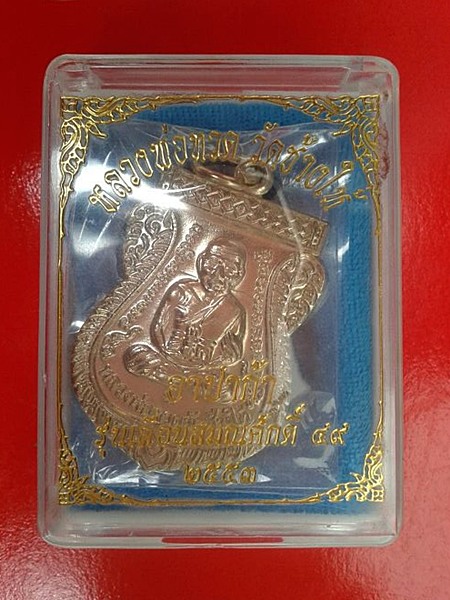 หลวงพ่อทวด วัดช้างให้
อาปาก้า
รุ่นเลื่อนสมณศักดิ์ ๔๙
๒๕๕๓